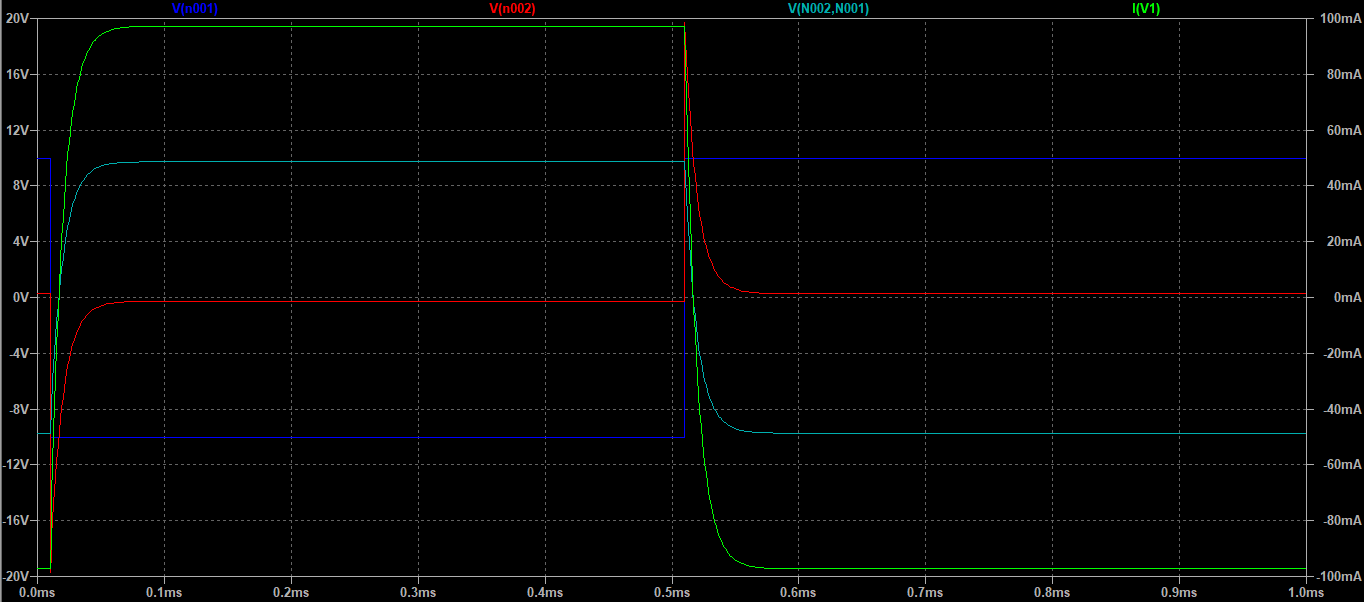 V(n001) V(n002) V(N002,N001) I(V1)
20V 100mA
16V 80mA
12V 60mA
8V 40mA
4V 20mA
0V 0mA
-4V -20mA
-8V -40mA
-12V -60mA
-16V -80mA
-20V -100mA
0.0ms 0.1ms 0.2ms 0.3ms 0.4ms 0.5ms 0.6ms 0.7ms 0.8ms 0.9ms 1.0ms